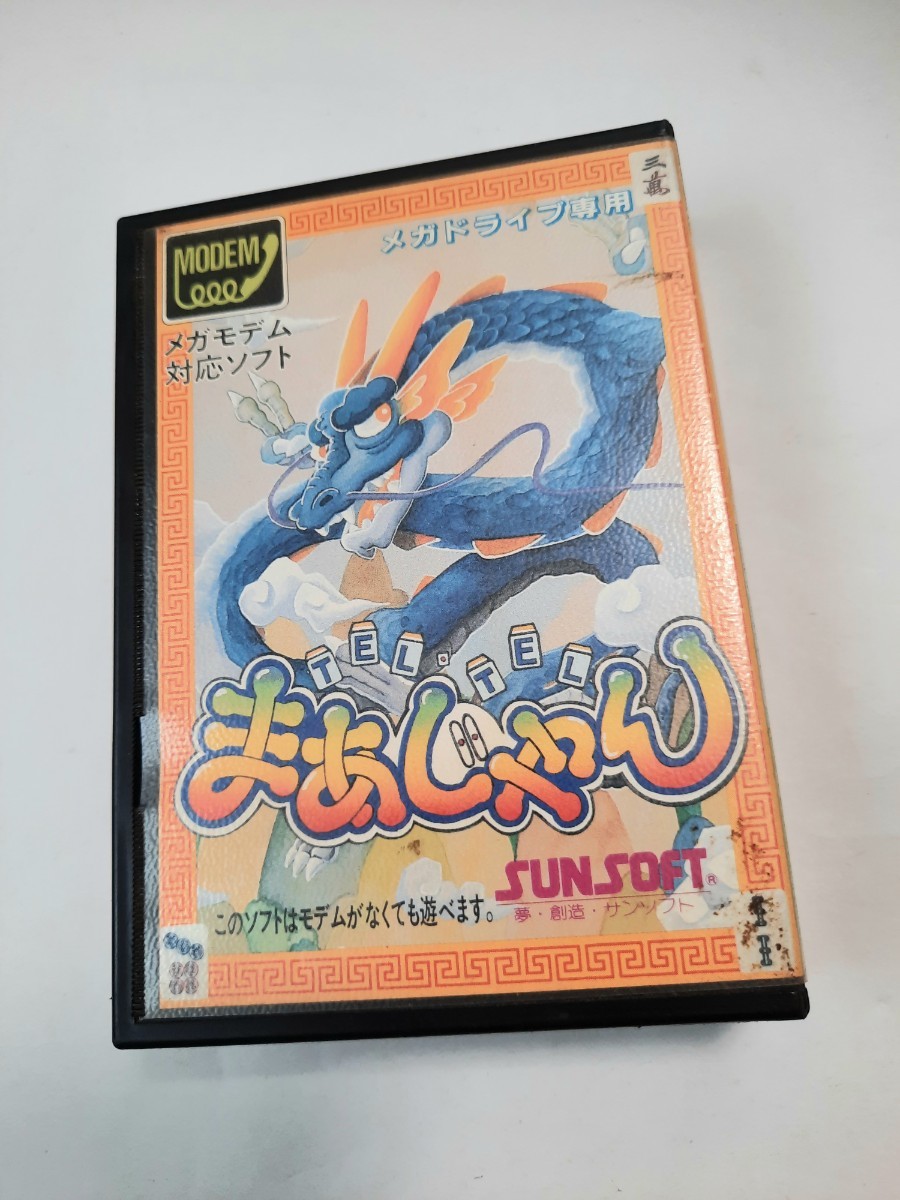 三萬
メガドライブ専用
MODEM
メガモデム
対応ソフト
TEL・TEL
まあじゃん
SUNSOFT®
夢・創造・サンソフト
このソフトはモデムがなくても遊べます。